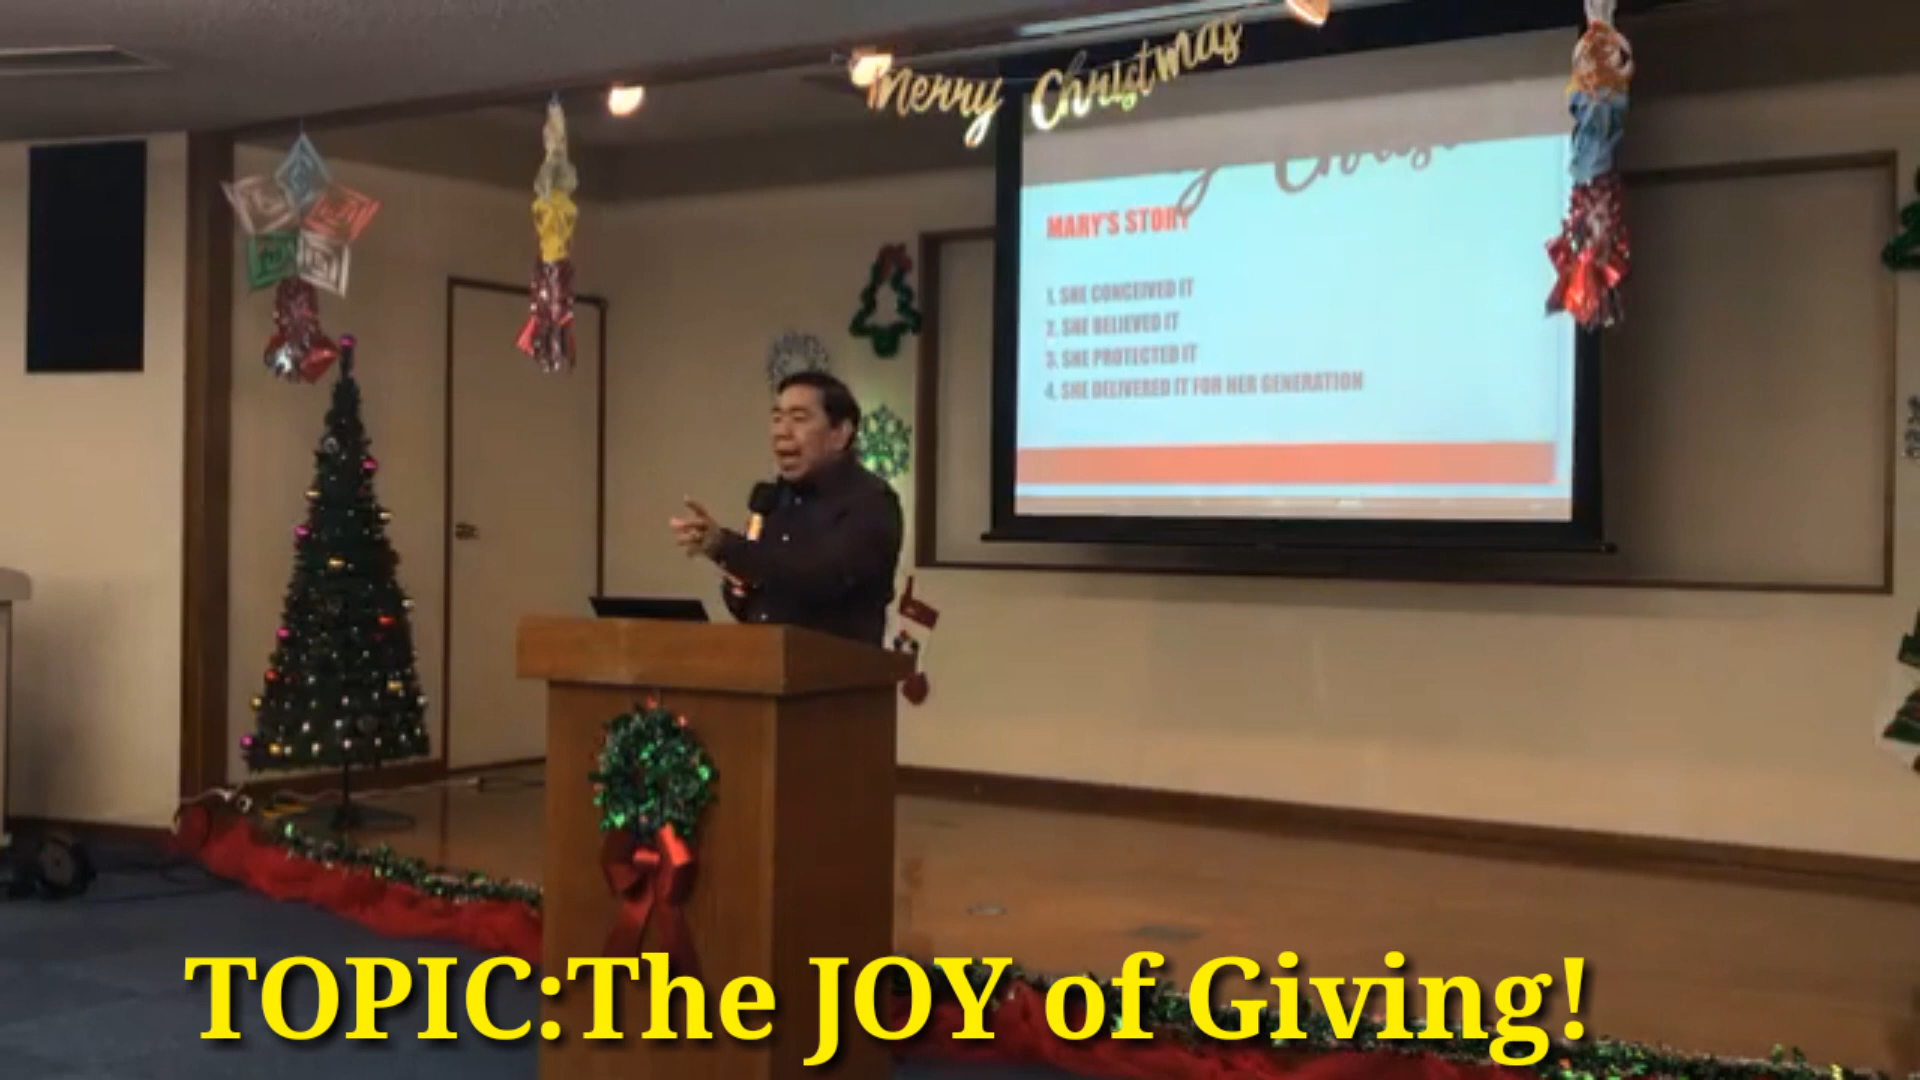 Merry Christmas
MARY'S STORY
1. SHE CONCEIVED IT
2. SHE BELIEVED IT
3. SHE PROTECTED IT
4. SHE DELIVERED IT FOR HER GENERATION
TOPIC:The JOY of Giving!